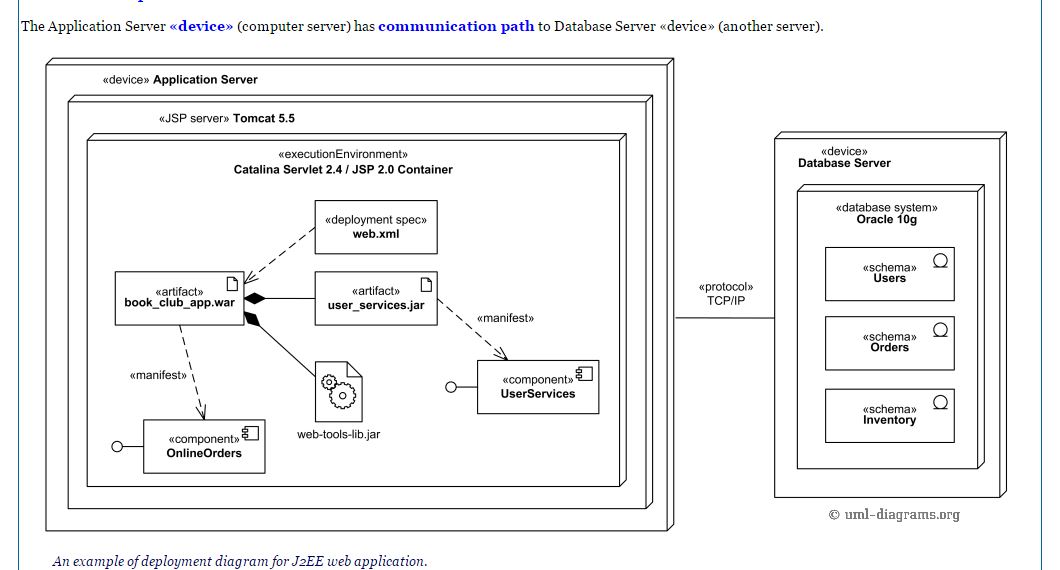 The Application Server «device» (computer server) has communication path to Database Server «device» (another server).
«device» Application Server
«JSP server» Tomcat 5.5
«executionEnvironment»
Catalina Servlet 2.4 / JSP 2.0 Container
«deployment spec»
web.xml
«artifact»
book_club_app.war
«artifact»
user_services.jar
«manifest»
«manifest»
«component»
UserServices
web-tools-lib.jar
«component»
OnlineOrders
«protocol»
TCP/IP
«device»
Database Server
«database system»
Oracle 10g
«schema»
Users
«schema»
Orders
«schema»
Inventory
© uml-diagrams.org
An example of deployment diagram for J2EE web application.